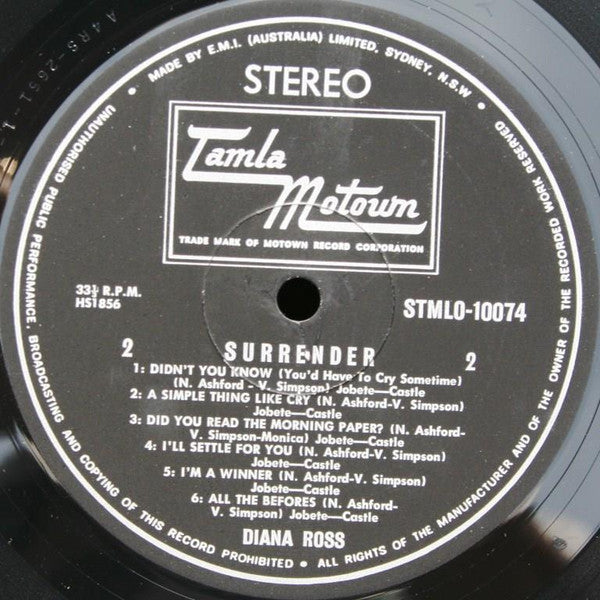 A4RS-2661-1
MADE BY E.M.I. (AUSTRALIA) LIMITED, SYDNEY, N.S.W.
STEREO
Tamla
Motown
TRADE MARK OF MOTOWN RECORD CORPORATION
33⅓ R.P.M.
HS1856
STMLO-10074
2 SURRENDER 2
1: DIDN'T YOU KNOW (You'd Have To Cry Sometime)
(N. Ashford-V. Simpson) Jobete—Castle
2: A SIMPLE THING LIKE CRY (N. Ashford-V. Simpson)
Jobete—Castle
3: DID YOU READ THE MORNING PAPER? (N. Ashford-
V. Simpson-Monica) Jobete—Castle
4: I'LL SETTLE FOR YOU (N. Ashford-V. Simpson)
Jobete—Castle
5: I'M A WINNER (N. Ashford-V. Simpson)
Jobete—Castle
6: ALL THE BEFORES (N. Ashford-
V. Simpson) Jobete—Castle
DIANA ROSS
UNAUTHORISED PUBLIC PERFORMANCE, BROADCASTING AND COPYING OF THIS RECORD PROHIBITED • ALL RIGHTS OF THE MANUFACTURER AND OF THE OWNER OF THE RECORDED WORK RESERVED